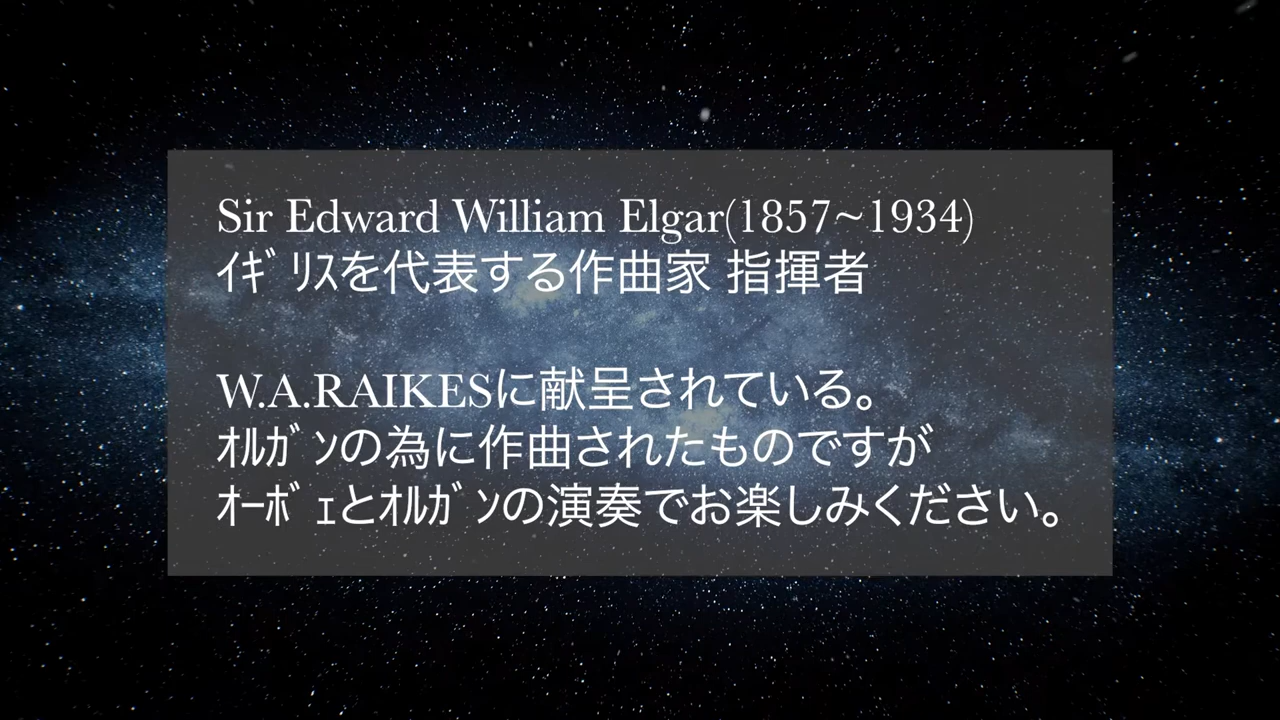 Sir Edward William Elgar(1857~1934)
ｲｷﾞﾘｽを代表する作曲家 指揮者
W.A.RAIKESに献呈されている。
ｵﾙｶﾞﾝの為に作曲されたものですが
ｵｰﾎﾞｪとｵﾙｶﾞﾝの演奏でお楽しみください。